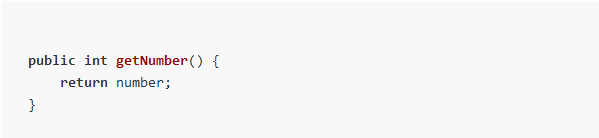 public int getNumber() {
    return number;
}